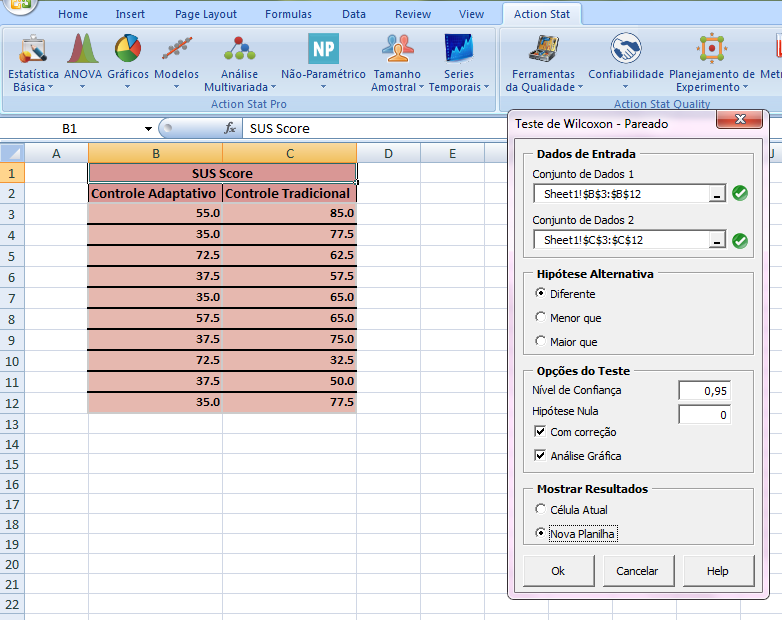 Home Insert Page Layout Formulas Data Review View Action Stat
NP
Estatística Básica ANOVA Gráficos Modelos Análise Multivariada Não-Paramétrico Tamanho Amostral Series Temporais Ferramentas da Qualidade Confiabilidade Planejamento de Experimento Metr
Action Stat Pro Action Stat Quality
B1 fx SUS Score
A B C D E J
1 SUS Score
2 Controle Adaptativo Controle Tradicional
3 55.0 85.0
4 35.0 77.5
5 72.5 62.5
6 37.5 57.5
7 35.0 65.0
8 57.5 65.0
9 37.5 75.0
10 72.5 32.5
11 37.5 50.0
12 35.0 77.5
13
14
15
16
17
18
19
20
21
22
Teste de Wilcoxon - Pareado
Dados de Entrada
Conjunto de Dados 1
Sheet1!$B$3:$B$12
Conjunto de Dados 2
Sheet1!$C$3:$C$12
Hipótese Alternativa
Diferente
Menor que
Maior que
Opções do Teste
Nível de Confiança 0,95
Hipótese Nula 0
Com correção
Análise Gráfica
Mostrar Resultados
Célula Atual
Nova Planilha
Ok Cancelar Help